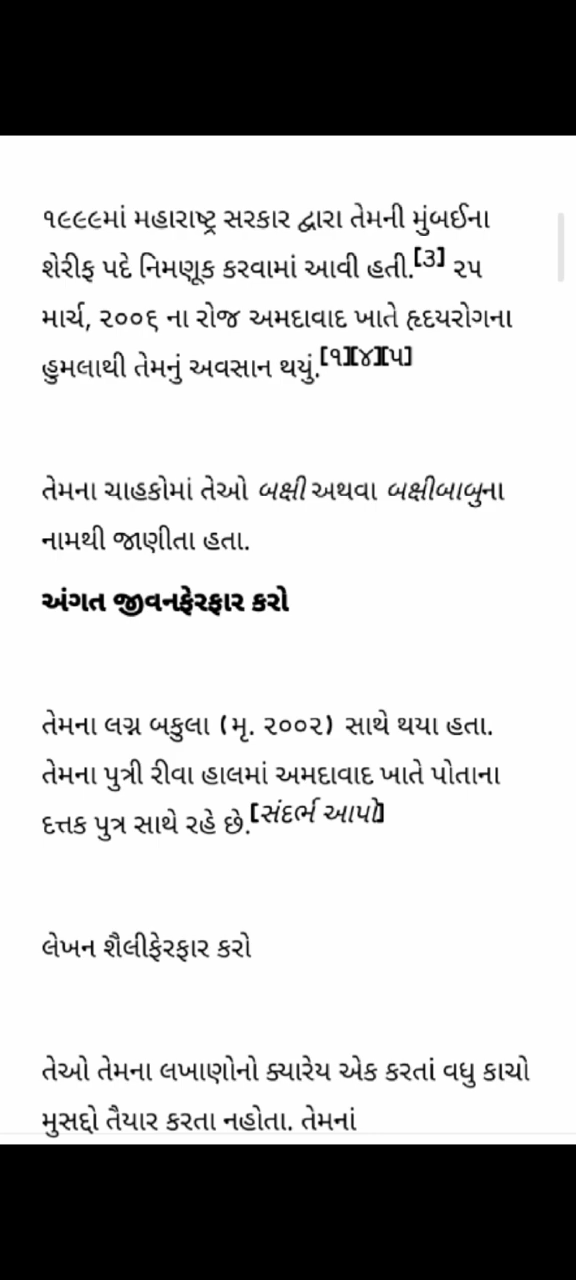 ૧૯૯૯માં મહારાષ્ટ્ર સરકાર દ્વારા તેમની મુંબઈના
શેરીફ પદે નિમણૂક કરવામાં આવી હતી.[3] ૨૫
માર્ચ, ૨૦૦૬ ના રોજ અમદાવાદ ખાતે હૃદયરોગના
હુમલાથી તેમનું અવસાન થયું.[૧][૪][૫]
તેમના ચાહકોમાં તેઓ બક્ષી અથવા બક્ષીબાબુના
નામથી જાણીતા હતા.
અંગત જીવનફેરફાર કરો
તેમના લગ્ન બકુલા (મૃ. ૨૦૦૨) સાથે થયા હતા.
તેમના પુત્રી રીવા હાલમાં અમદાવાદ ખાતે પોતાના
દત્તક પુત્ર સાથે રહે છે.[સંદર્ભ આપો]
લેખન શૈલીફેરફાર કરો
તેઓ તેમના લખાણોનો ક્યારેય એક કરતાં વધુ કાચો
મુસદ્દો તૈયાર કરતા નહોતા. તેમનાં